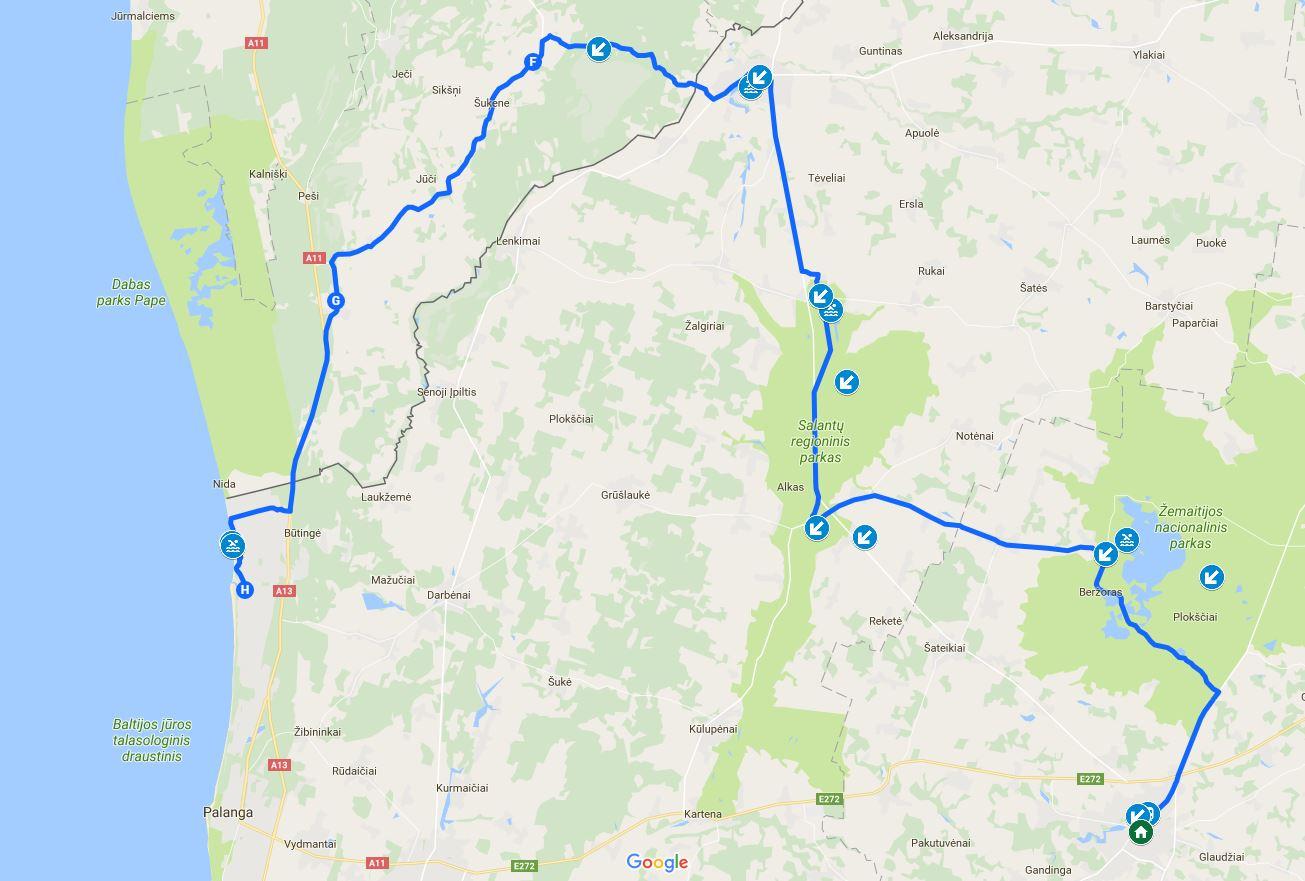 Jūrmalciems
A11
Aleksandrija
Guntinas
Ylakiai
Ječi
F
Sikšņi
Šukene
Apuolė
Kalnišķi
Jūči
Tėveliai
Peši
Ersla
Lenkimai
Laumės
Puokė
A11
Rukai
Dabas
parks Pape
Šatės
G
Barstyčiai
Žalgiriai
Paparčiai
Senoji Įpiltis
Plokščiai
Salantų
regioninis
parkas
Notėnai
Nida
Alkas
Laukžemė
Grūšlaukė
Žemaitijos
nacionalinis
parkas
Būtingė
Mažučiai
H
A13
Darbėnai
Beržoras
Plokščiai
Reketė
Šateikiai
Šukė
Baltijos jūros
talasologinis
draustinis
Kūlupėnai
Žibininkai
A13
Rūdaičiai
E272
Kurmaičiai
E272
Palanga
Kartena
Vydmantai
Pakutuvėnai
Glaudžiai
A11
E272
Google
Gandinga